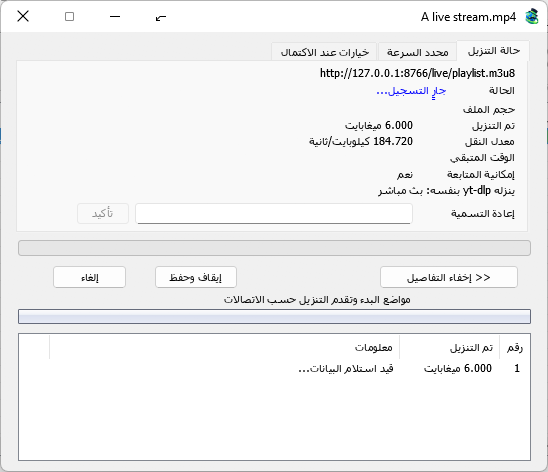 A live stream.mp4
حالة التنزيل
محدد السرعة
خيارات عند الاكتمال
http://127.0.0.1:8766/live/playlist.m3u8
الحالة جارٍ التسجيل...
حجم الملف
تم التنزيل 6.000 ميغابايت
معدل النقل 184.720 كيلوبايت/ثانية
الوقت المتبقي
إمكانية المتابعة نعم
ينزله yt-dlp بنفسه: بث مباشر
إعادة التسمية تأكيد
<< إخفاء التفاصيل إيقاف وحفظ إلغاء
مواضع البدء وتقدم التنزيل حسب الاتصالات
رقم تم التنزيل معلومات
1 6.000 ميغابايت قيد استلام البيانات...